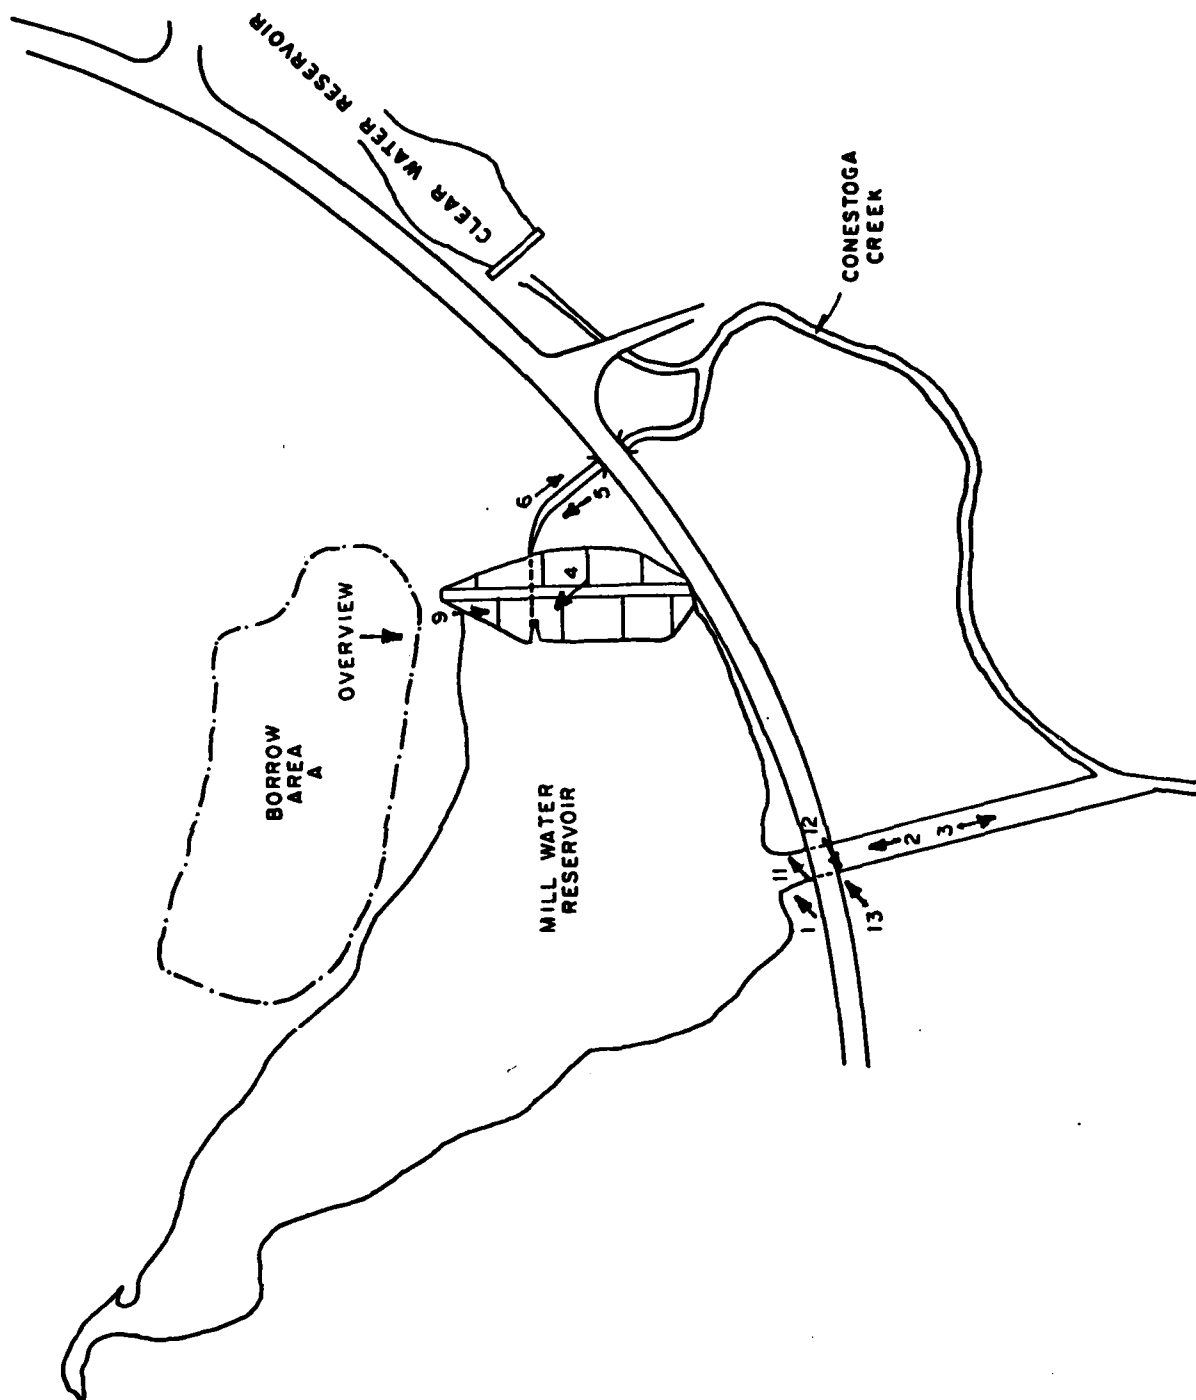 CLEAR WATER RESERVOIR
CONESTOGA
CREEK
OVERVIEW
BORROW
AREA
A
MILL WATER
RESERVOIR
6
5
4
9
12
11
2
3
1
13